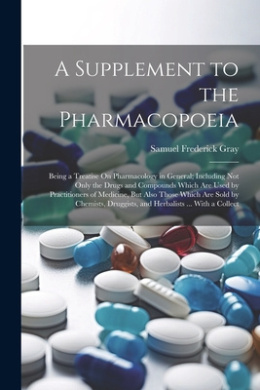 A Supplement to
the
Pharmacopoeia
Samuel Frederick Gray
Being a Treatise On Pharmacology in General; Including
Not Only the Drugs and Compounds Which Are Used by
Practitioners of Medicine, But Also Those Which Are Sold by
Chemists, Druggists, and Herbalists ... With a Collect